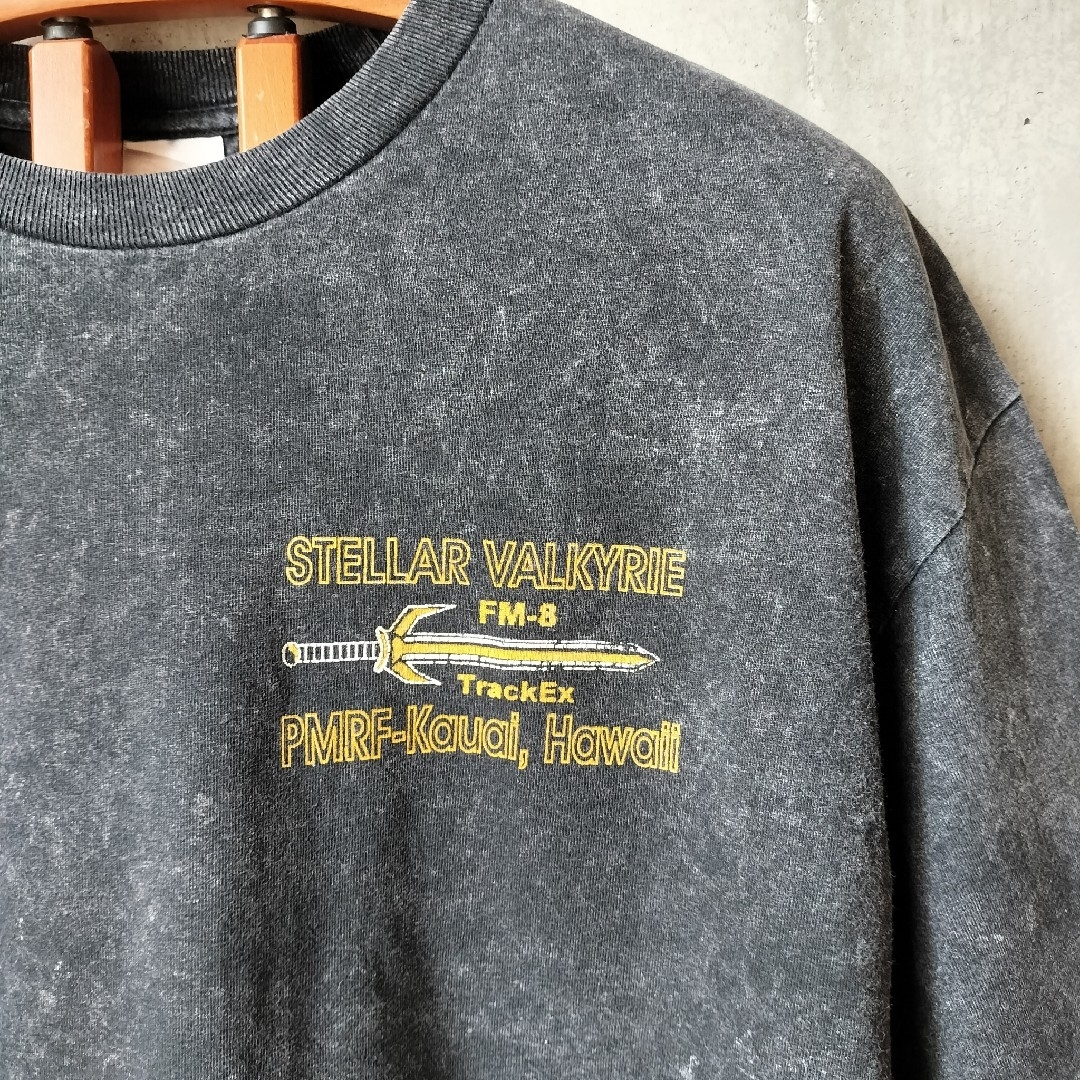 STELLAR VALKYRIE
FM-8
TrackEx
PMRF-Kauai, Hawaii